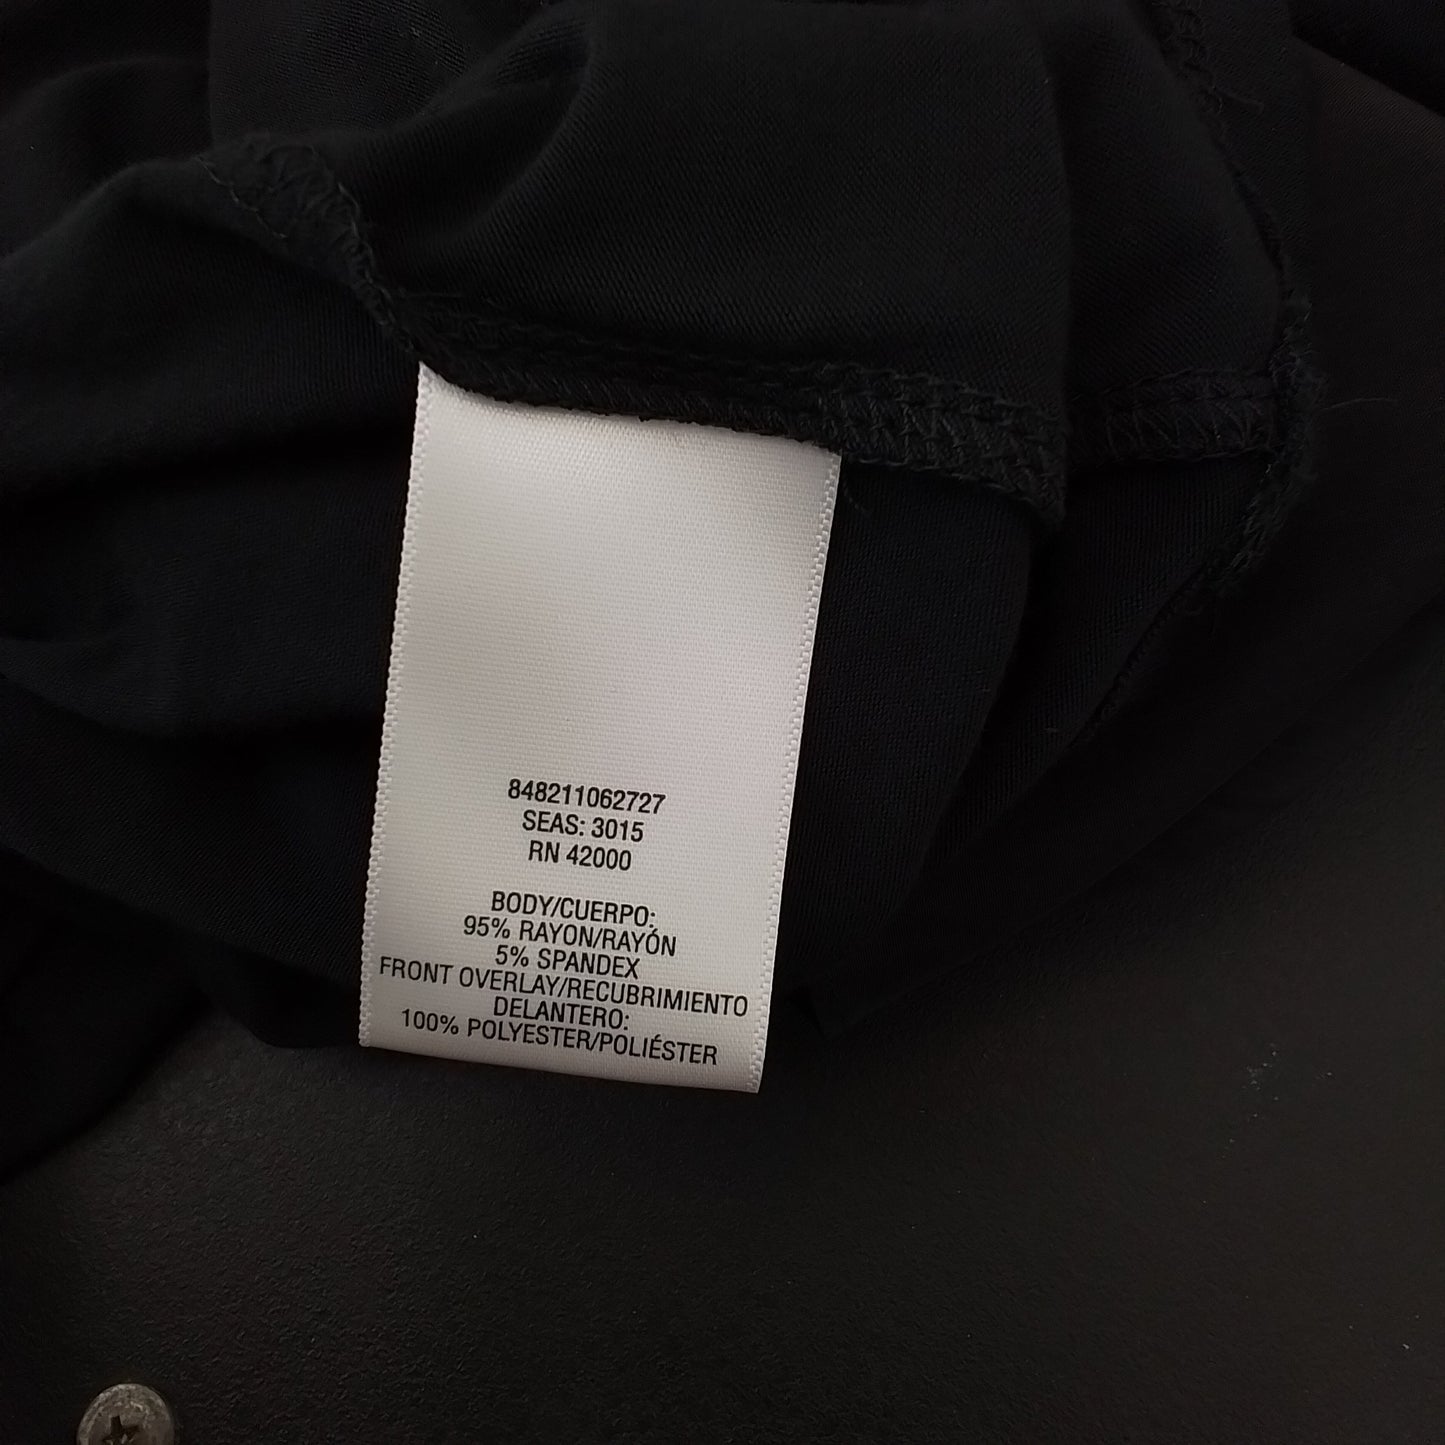 848211062727
SEAS: 3015
RN 42000
BODY/CUERPO:
95% RAYON/RAYÓN
5% SPANDEX
FRONT OVERLAY/RECUBRIMIENTO
DELANTERO:
100% POLYESTER/POLIÉSTER